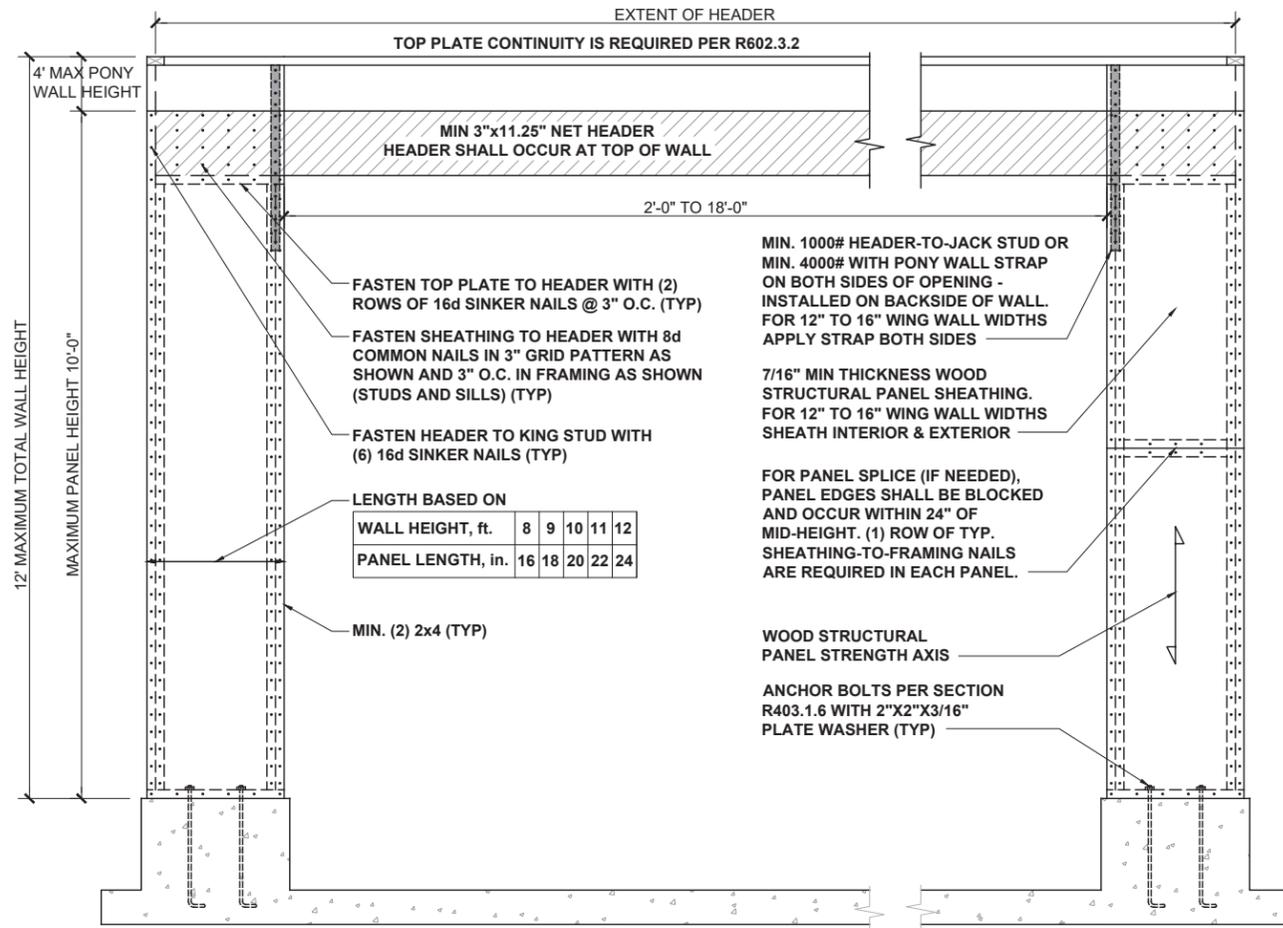 EXTENT OF HEADER
TOP PLATE CONTINUITY IS REQUIRED PER R602.3.2
4' MAX PONY
WALL HEIGHT
MIN 3"x11.25" NET HEADER
HEADER SHALL OCCUR AT TOP OF WALL
2'-0" TO 18'-0"
12' MAXIMUM TOTAL WALL HEIGHT
MAXIMUM PANEL HEIGHT 10'-0"
FASTEN TOP PLATE TO HEADER WITH (2)
ROWS OF 16d SINKER NAILS @ 3" O.C. (TYP)
FASTEN SHEATHING TO HEADER WITH 8d
COMMON NAILS IN 3" GRID PATTERN AS
SHOWN AND 3" O.C. IN FRAMING AS SHOWN
(STUDS AND SILLS) (TYP)
FASTEN HEADER TO KING STUD WITH
(6) 16d SINKER NAILS (TYP)
LENGTH BASED ON
WALL HEIGHT, ft. 8 9 10 11 12
PANEL LENGTH, in. 16 18 20 22 24
MIN. (2) 2x4 (TYP)
MIN. 1000# HEADER-TO-JACK STUD OR
MIN. 4000# WITH PONY WALL STRAP
ON BOTH SIDES OF OPENING -
INSTALLED ON BACKSIDE OF WALL.
FOR 12" TO 16" WING WALL WIDTHS
APPLY STRAP BOTH SIDES
7/16" MIN THICKNESS WOOD
STRUCTURAL PANEL SHEATHING.
FOR 12" TO 16" WING WALL WIDTHS
SHEATH INTERIOR & EXTERIOR
FOR PANEL SPLICE (IF NEEDED),
PANEL EDGES SHALL BE BLOCKED
AND OCCUR WITHIN 24" OF
MID-HEIGHT. (1) ROW OF TYP.
SHEATHING-TO-FRAMING NAILS
ARE REQUIRED IN EACH PANEL.
WOOD STRUCTURAL
PANEL STRENGTH AXIS
ANCHOR BOLTS PER SECTION
R403.1.6 WITH 2"X2"X3/16"
PLATE WASHER (TYP)